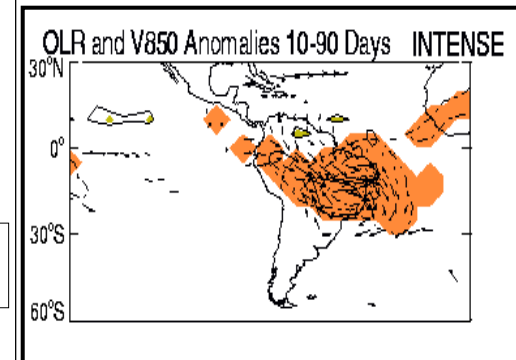 OLR and V850 Anomalies 10-90 Days INTENSE
30°N
0°
30°S
60°S